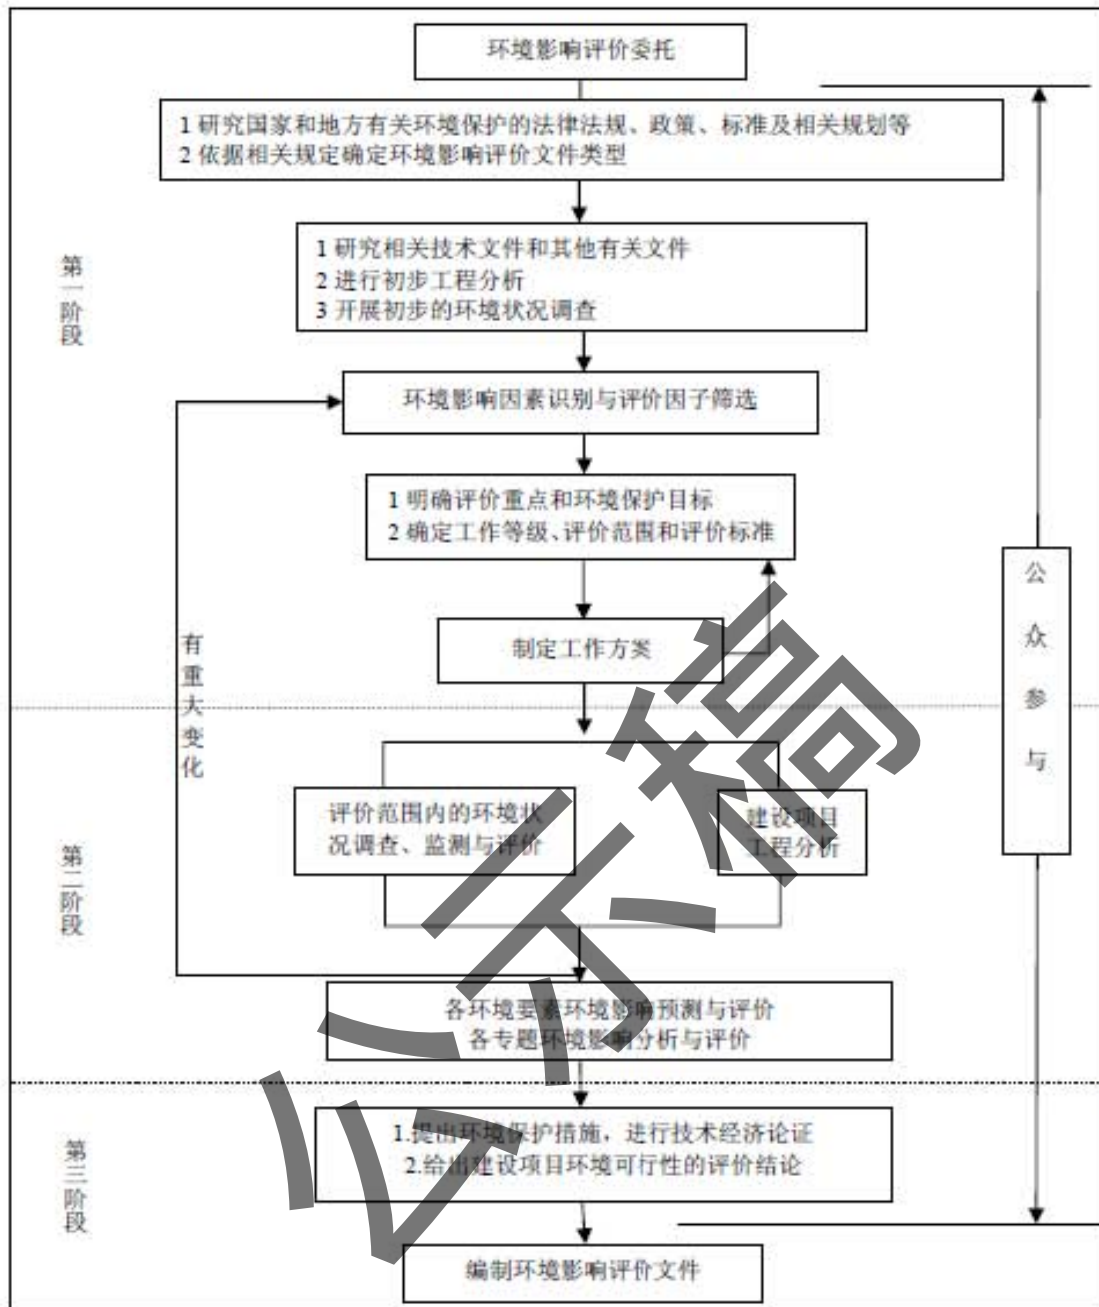 环境影响评价委托
1 研究国家和地方有关环境保护的法律法规、政策、标准及相关规划等
2 依据相关规定确定环境影响评价文件类型
第一阶段
1 研究相关技术文件和其他有关文件
2 进行初步工程分析
3 开展初步的环境状况调查
环境影响因素识别与评价因子筛选
1 明确评价重点和环境保护目标
2 确定工作等级、评价范围和评价标准
制定工作方案
有重大变化
公众参与
第二阶段
评价范围内的环境状
况调查、监测与评价
建设项目
工程分析
各环境要素环境影响预测与评价
各专题环境影响分析与评价
第三阶段
1.提出环境保护措施，进行技术经济论证
2.给出建设项目环境可行性的评价结论
编制环境影响评价文件
公示稿